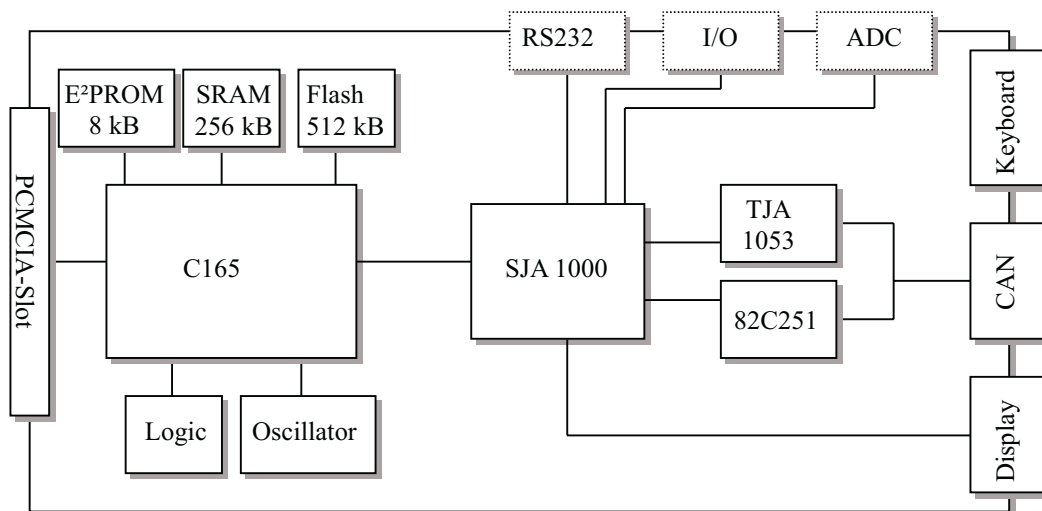 RS232
I/O
ADC
E²PROM
8 kB
SRAM
256 kB
Flash
512 kB
Keyboard
PCMCIA-Slot
C165
SJA 1000
TJA
1053
82C251
CAN
Logic
Oscillator
Display